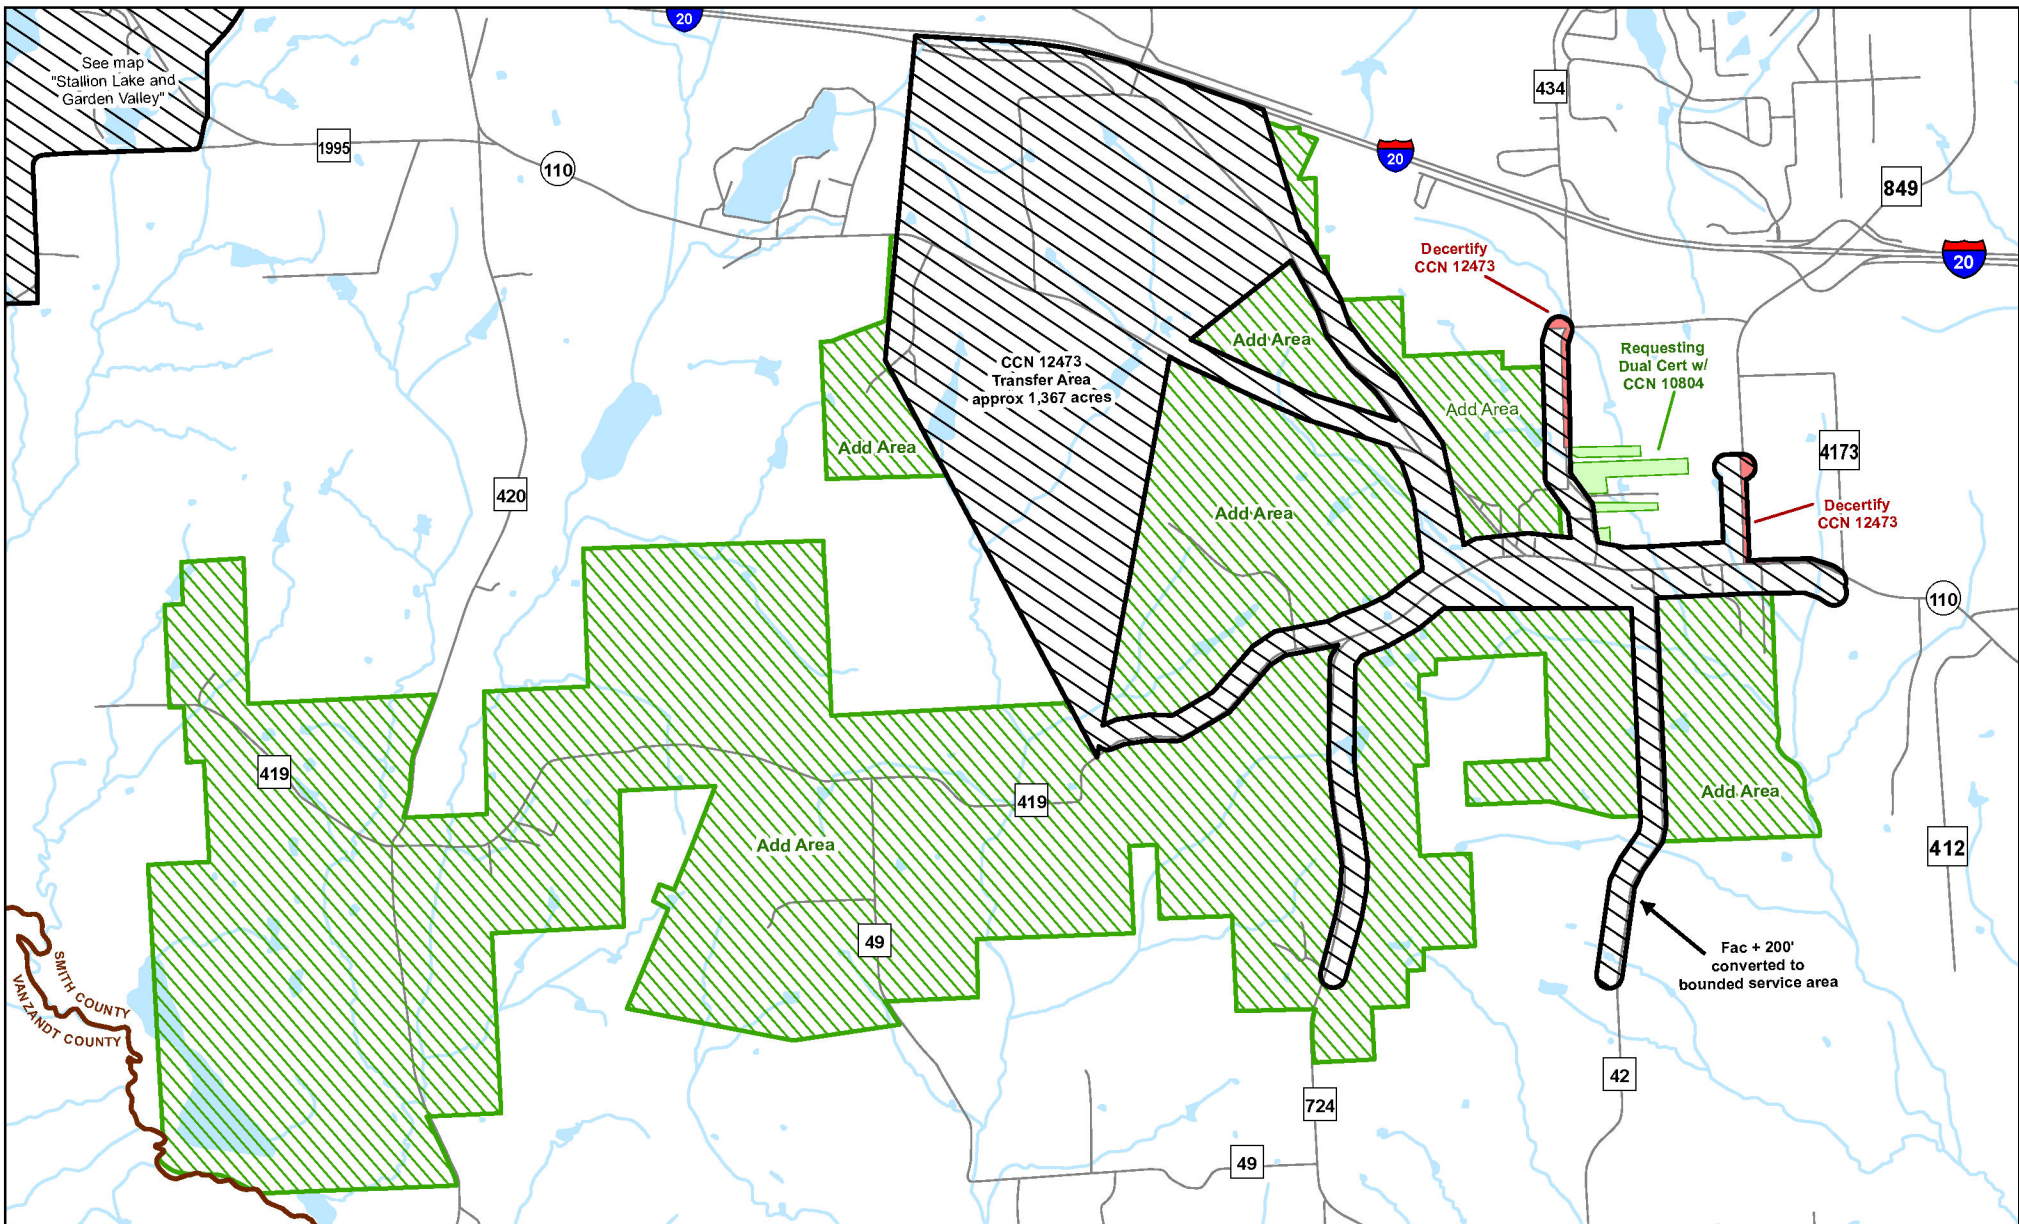 20
See map
"Stallion Lake and
Garden Valley"
1995
110
434
20
849
20
Decertify
CCN 12473
Add Area
Requesting
Dual Cert w/
CCN 10804
CCN 12473
Transfer Area
approx 1,367 acres
Add Area
Add Area
4173
420
Add Area
Decertify
CCN 12473
110
419
419
Add Area
Add Area
412
49
Fac + 200'
converted to
bounded service area
SMITH COUNTY
VAN ZANDT COUNTY
42
724
49